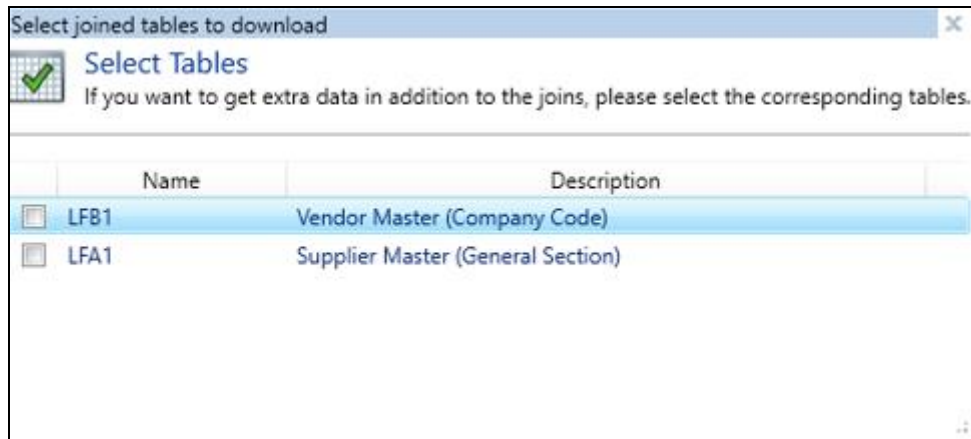 Select joined tables to download
Select Tables
If you want to get extra data in addition to the joins, please select the corresponding tables.
Name Description
LFB1 Vendor Master (Company Code)
LFA1 Supplier Master (General Section)